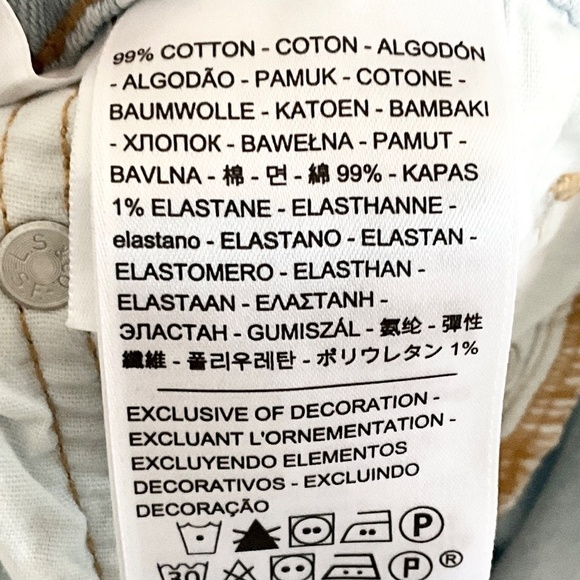 99% COTTON - COTON - ALGODÓN
- ALGODÃO - PAMUK - COTONE -
BAUMWOLLE - KATOEN - BAMBAKI
- ХЛОПОК - BAWEŁNA - PAMUT -
BAVLNA - 棉 - 면 - 綿 99% - KAPAS
1% ELASTANE - ELASTHANNE -
elastano - ELASTANO - ELASTAN -
ELASTOMERO - ELASTHAN -
ELASTAAN - ΕΛΑΣΤΑΝΗ -
ЭЛАСТАН - GUMISZÁL - 氨纶 - 彈性
纖維 - 폴리우레탄 - ポリウレタン 1%
EXCLUSIVE OF DECORATION -
EXCLUANT L'ORNEMENTATION -
EXCLUYENDO ELEMENTOS
DECORATIVOS - EXCLUINDO
DECORAÇÃO
P
30 P ®